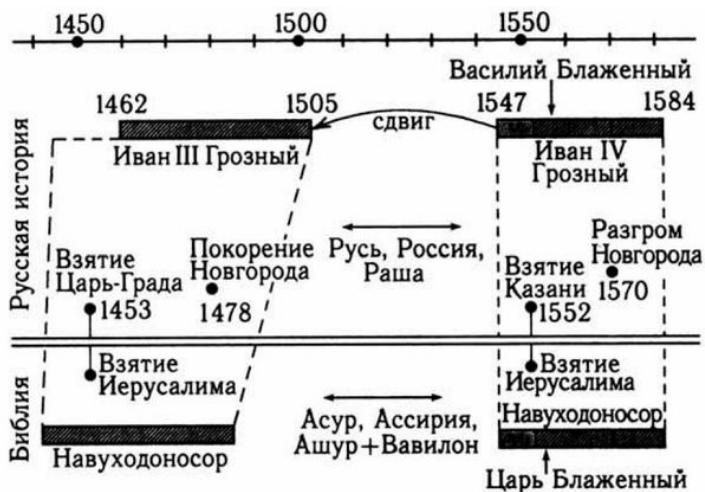 1450 1500 1550
Василий Блаженный
1462 1505 1547 1584
сдвиг
Иван III Грозный
Иван IV
Грозный
Русская история
Взятие
Царь-Града
1453
Покорение
Новгорода
1478
Русь, Россия,
Раша
Взятие
Казани
1552
Разгром
Новгорода
1570
Библия
Взятие
Иерусалима
Навуходоносор
Асур, Ассирия,
Ашур+Вавилон
Взятие
Иерусалима
Навуходоносор
Царь Блаженный